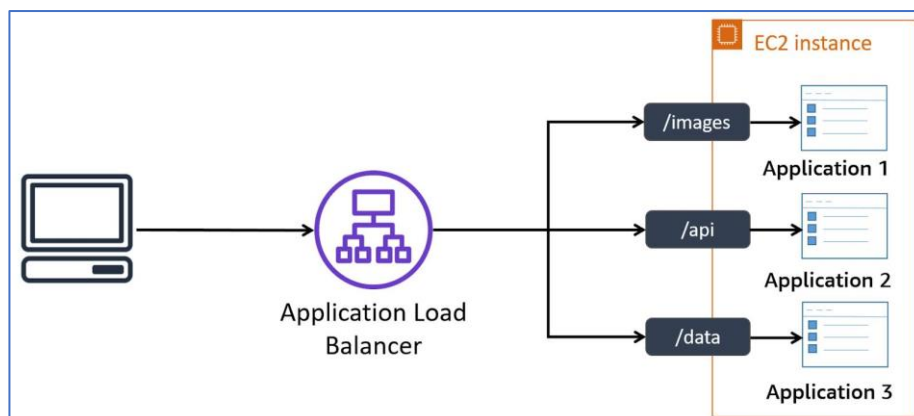 EC2 instance
/images
Application 1
/api
Application 2
Application Load
Balancer
/data
Application 3